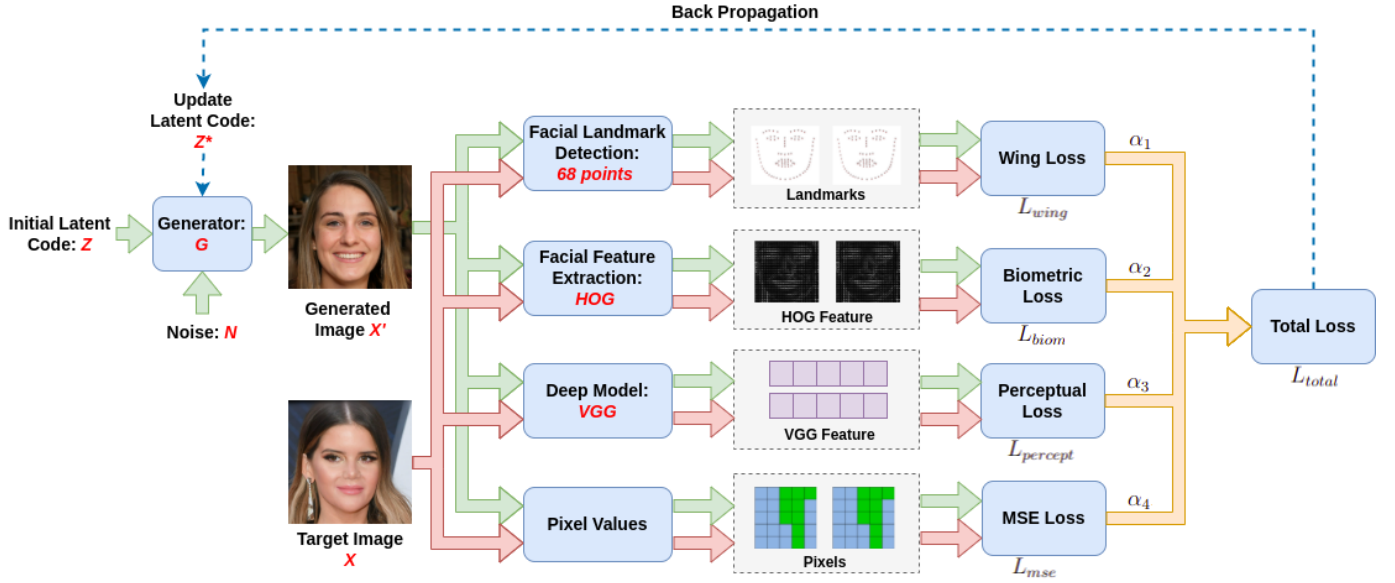 Back Propagation
Update
Latent Code:
Z*
Initial Latent
Code: Z
Generator:
G
Noise: N
Generated
Image X'
Target Image
X
Facial Landmark
Detection:
68 points
Landmarks
Wing Loss
L_wing
α₁
Facial Feature
Extraction:
HOG
HOG Feature
Biometric
Loss
L_biom
α₂
Deep Model:
VGG
VGG Feature
Perceptual
Loss
L_percept
α₃
Pixel Values
Pixels
MSE Loss
L_mse
α₄
Total Loss
L_total